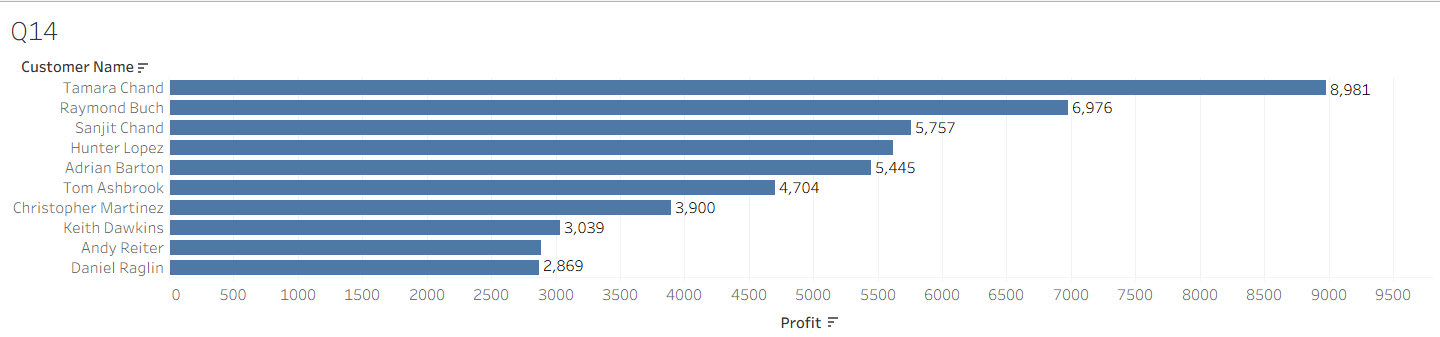 Q14
Customer Name
Tamara Chand 8,981
Raymond Buch 6,976
Sanjit Chand 5,757
Hunter Lopez
Adrian Barton 5,445
Tom Ashbrook 4,704
Christopher Martinez 3,900
Keith Dawkins 3,039
Andy Reiter
Daniel Raglin 2,869
0 500 1000 1500 2000 2500 3000 3500 4000 4500 5000 5500 6000 6500 7000 7500 8000 8500 9000 9500
Profit